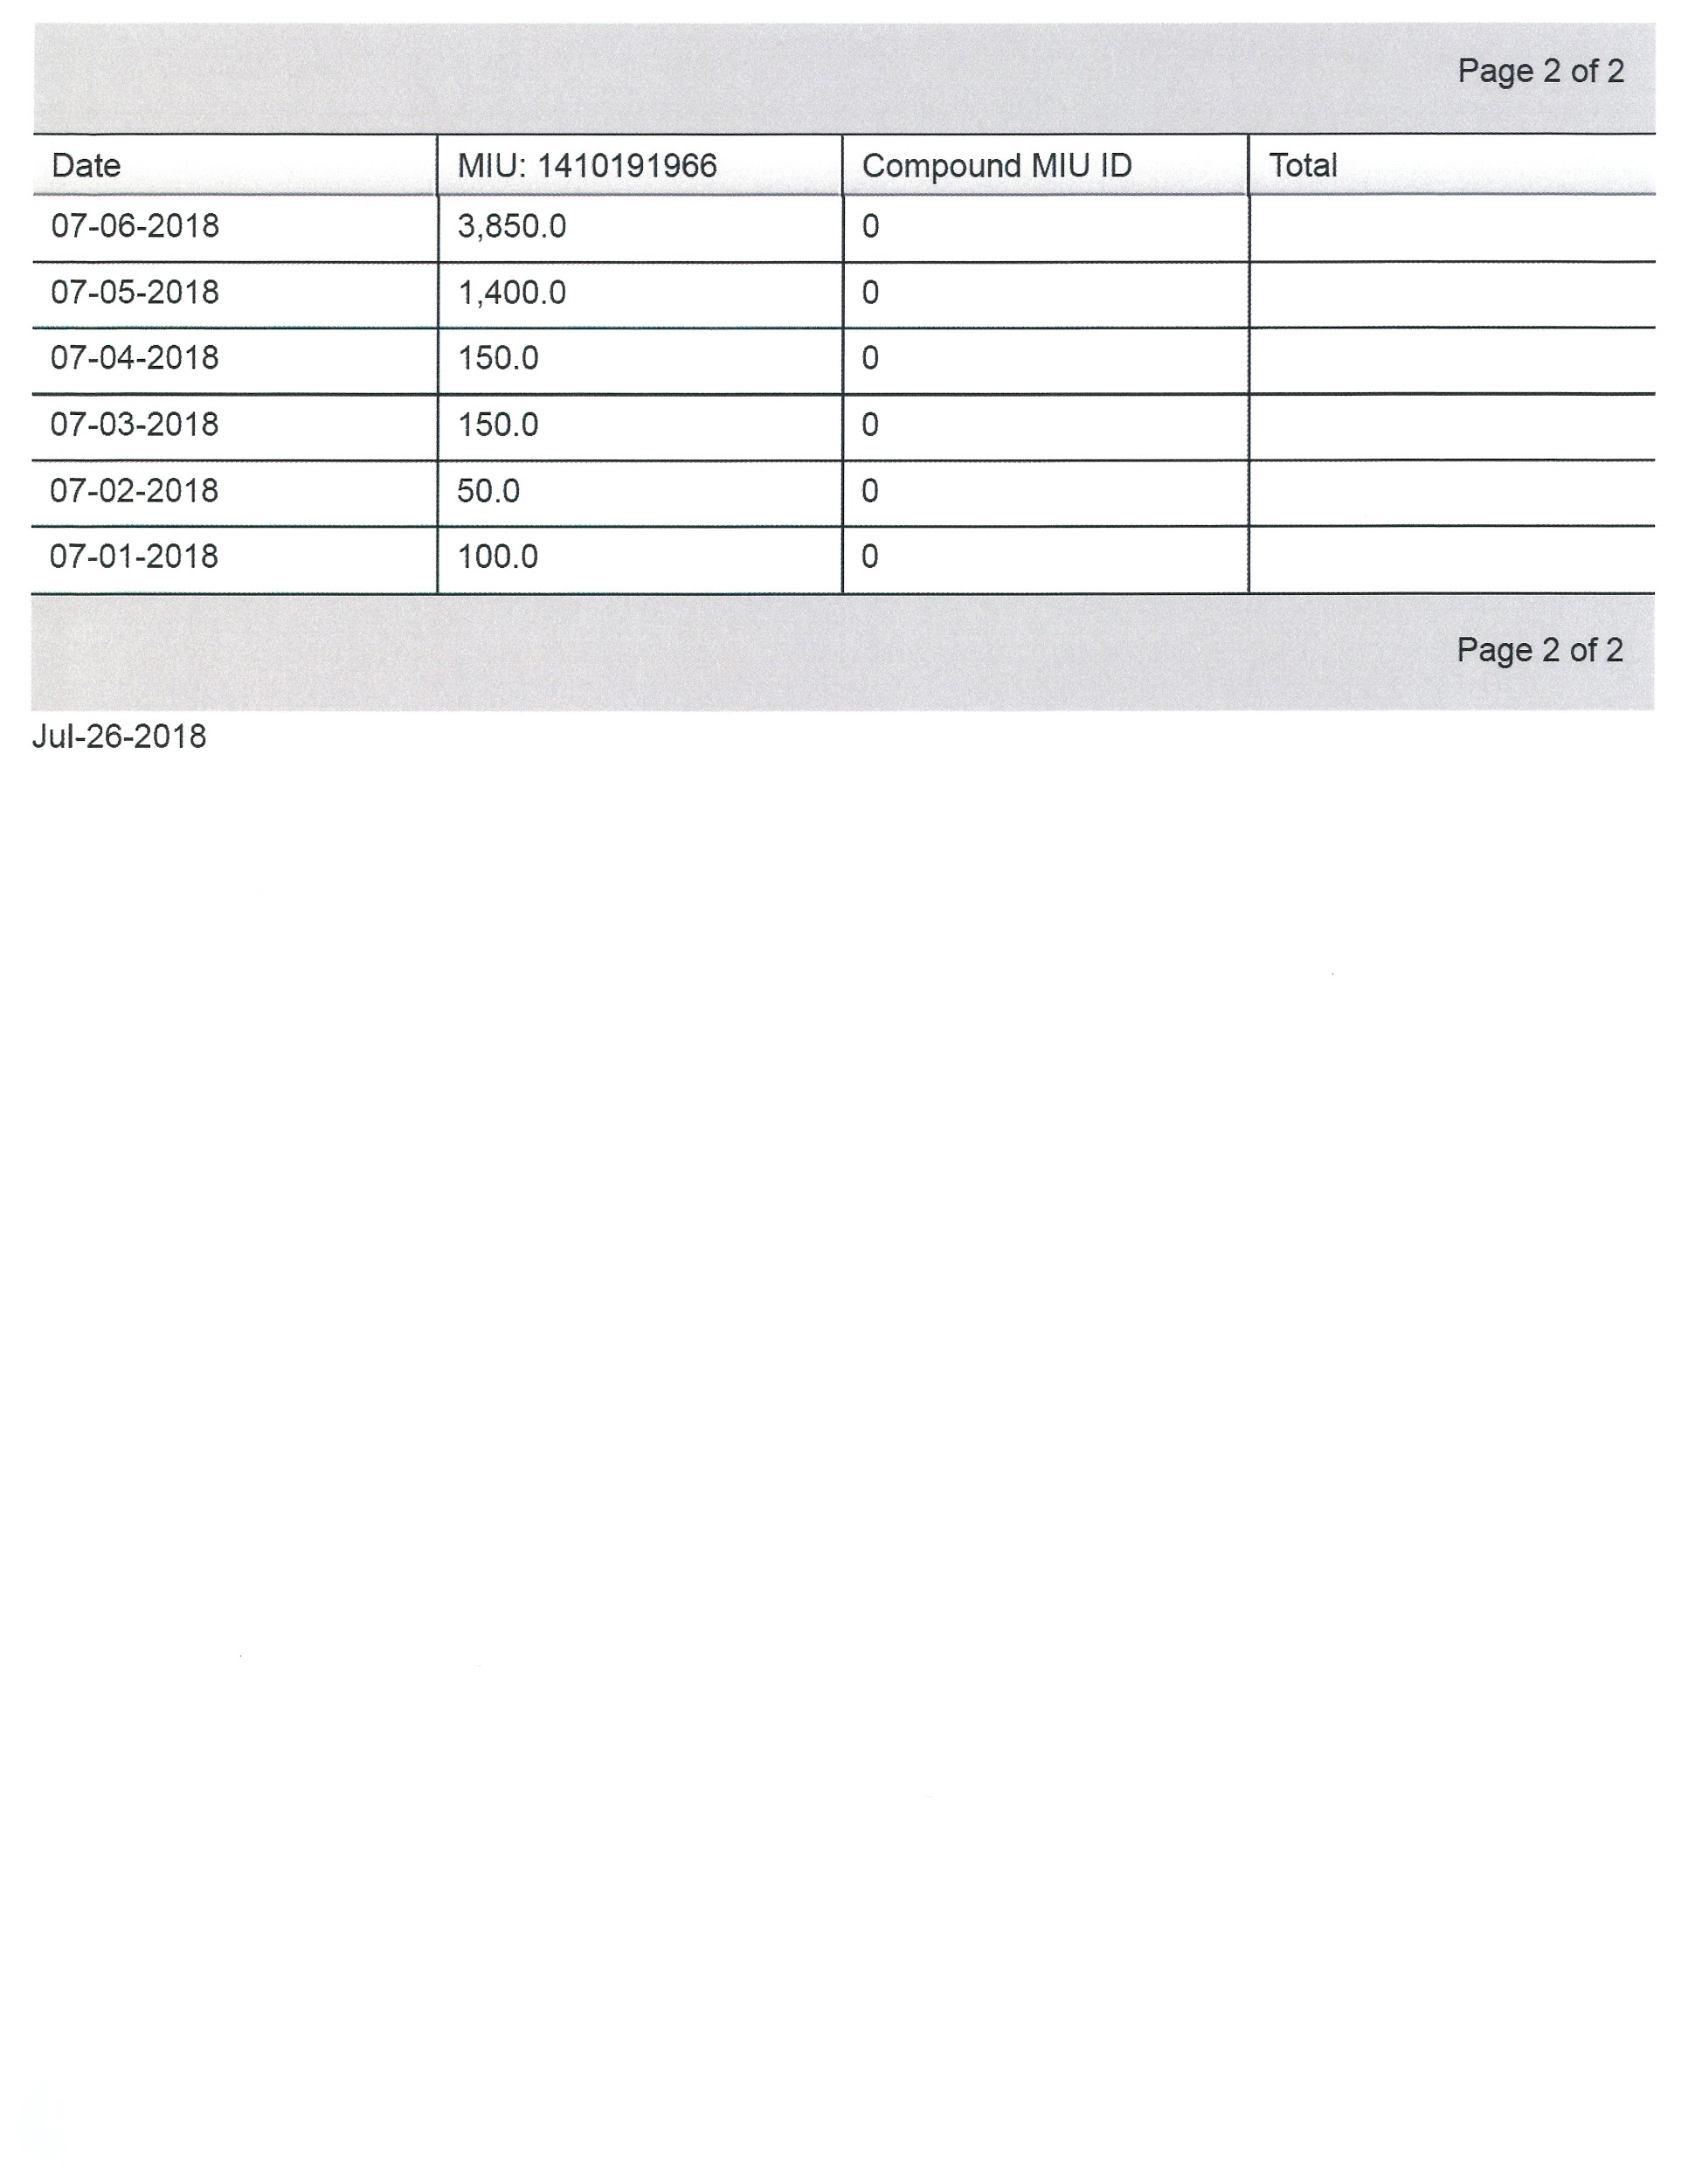 Page 2 of 2
Date MIU: 1410191966 Compound MIU ID Total
07-06-2018 3,850.0 0
07-05-2018 1,400.0 0
07-04-2018 150.0 0
07-03-2018 150.0 0
07-02-2018 50.0 0
07-01-2018 100.0 0
Page 2 of 2
Jul-26-2018